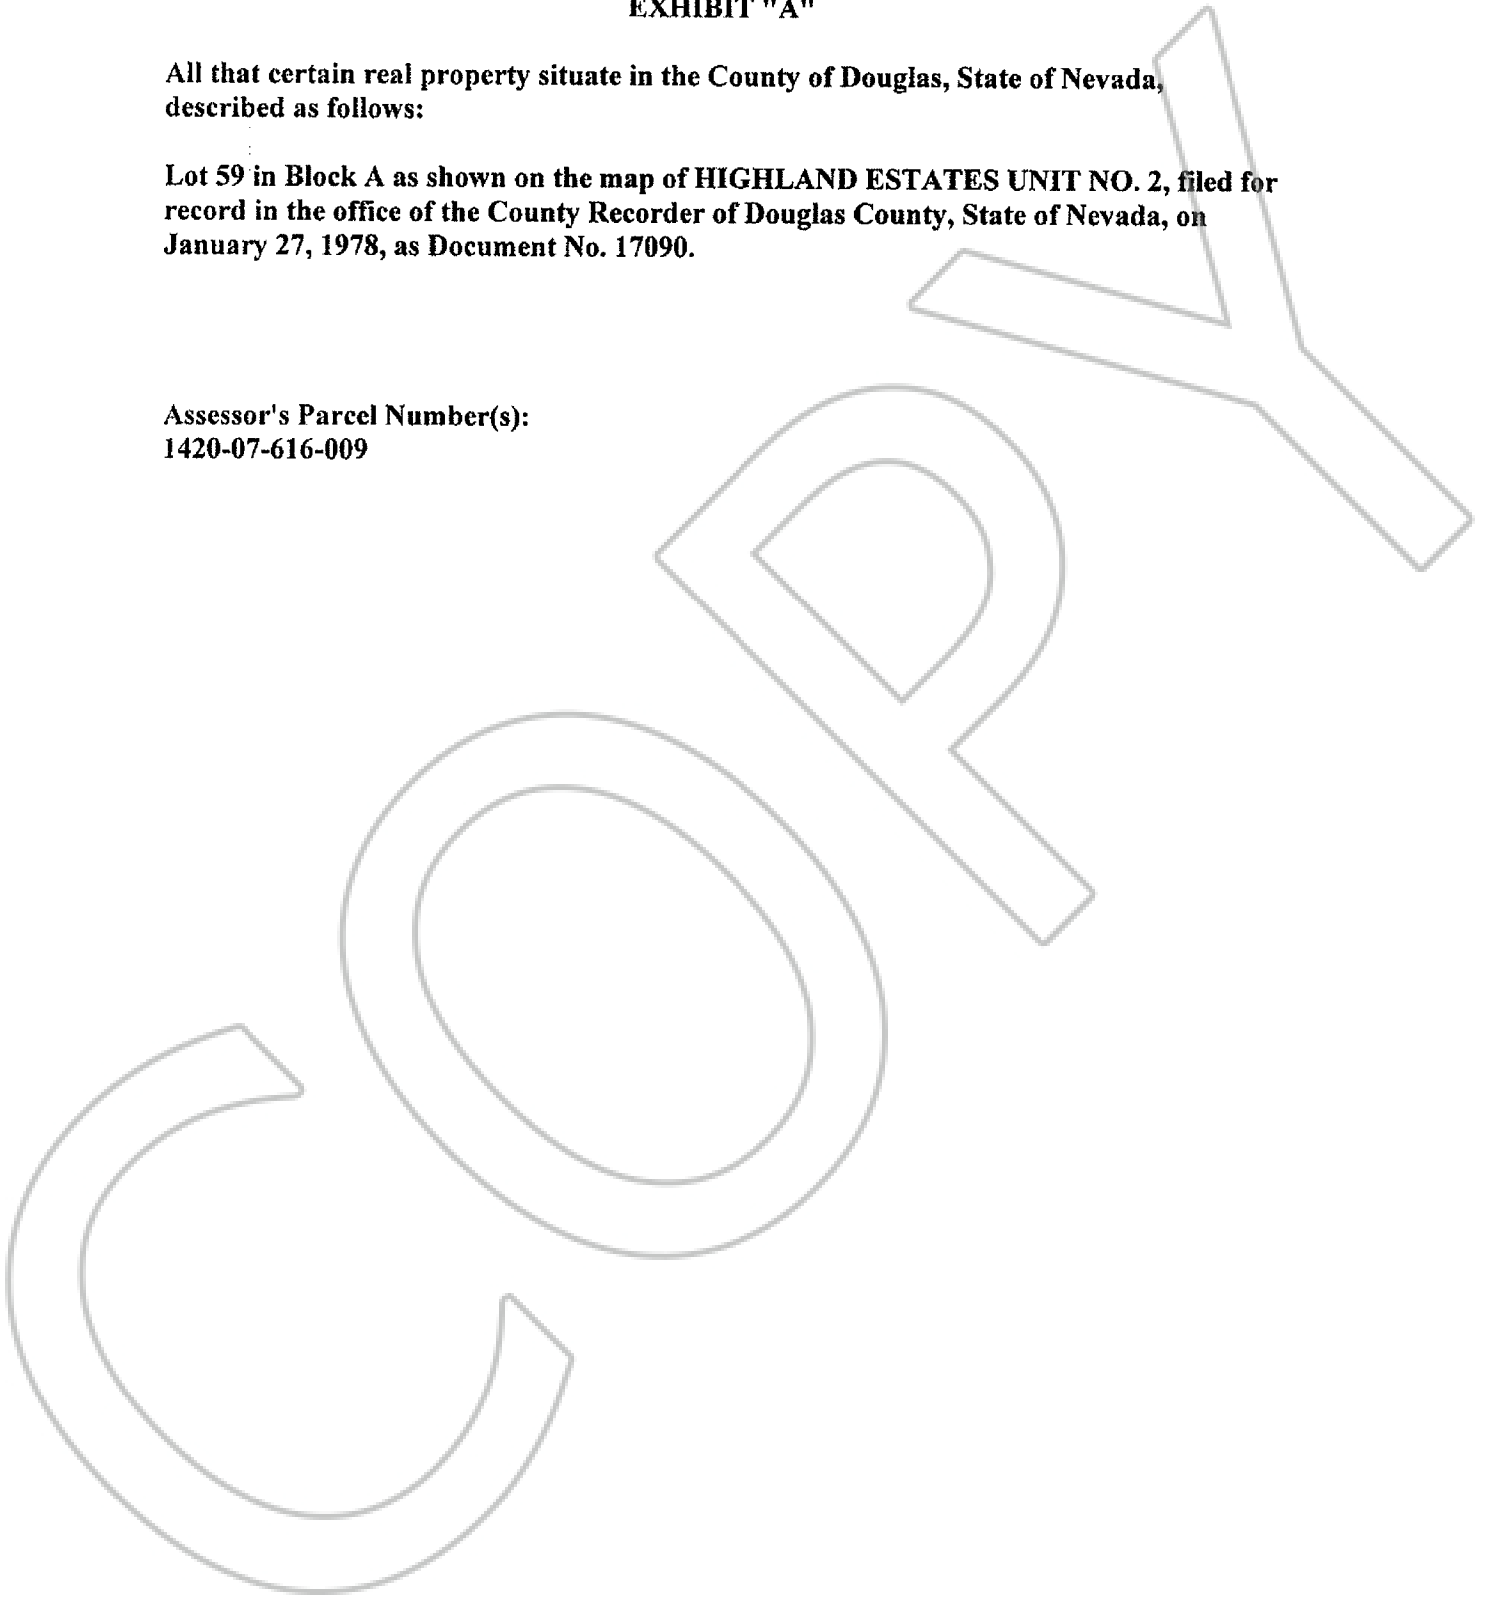 EXHIBIT "A"
All that certain real property situate in the County of Douglas, State of Nevada,
described as follows:
Lot 59 in Block A as shown on the map of HIGHLAND ESTATES UNIT NO. 2, filed for
record in the office of the County Recorder of Douglas County, State of Nevada, on
January 27, 1978, as Document No. 17090.
Assessor's Parcel Number(s):
1420-07-616-009
COPY